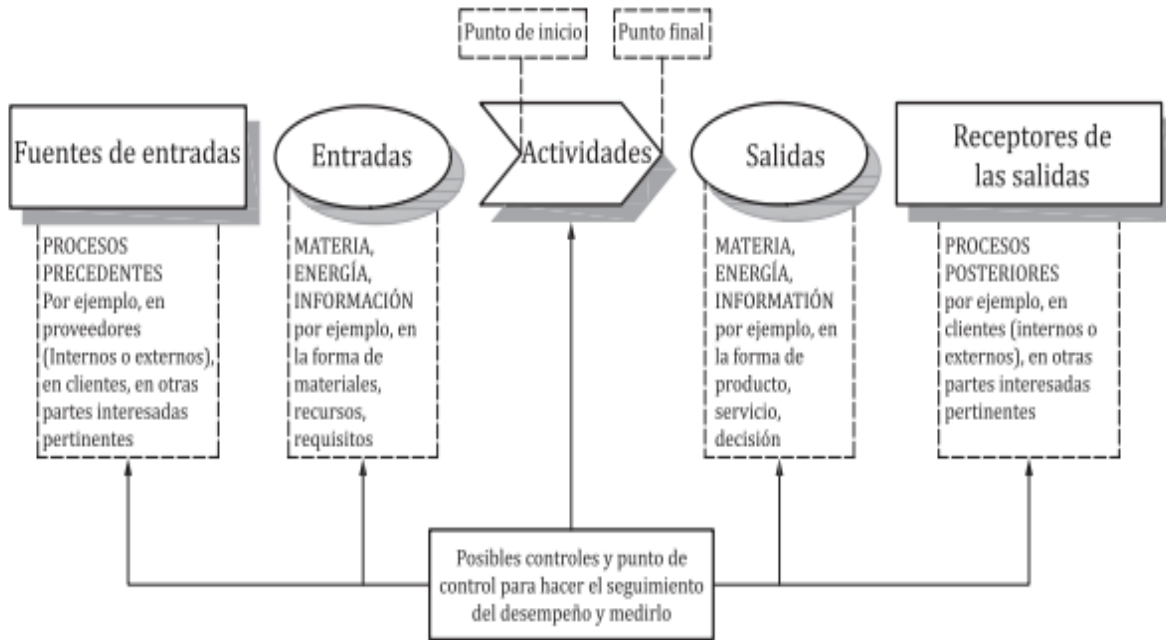 Punto de inicio
Punto final
Fuentes de entradas
Entradas
Actividades
Salidas
Receptores de
las salidas
PROCESOS
PRECEDENTES
Por ejemplo, en
proveedores
(Internos o externos),
en clientes, en otras
partes interesadas
pertinentes
MATERIA,
ENERGÍA,
INFORMACIÓN
por ejemplo, en
la forma de
materiales,
recursos,
requisitos
MATERIA,
ENERGÍA,
INFORMATIÓN
por ejemplo, en
la forma de
producto,
servicio,
decisión
PROCESOS
POSTERIORES
por ejemplo, en
clientes (internos o
externos), en otras
partes interesadas
pertinentes
Posibles controles y punto de
control para hacer el seguimiento
del desempeño y medirlo